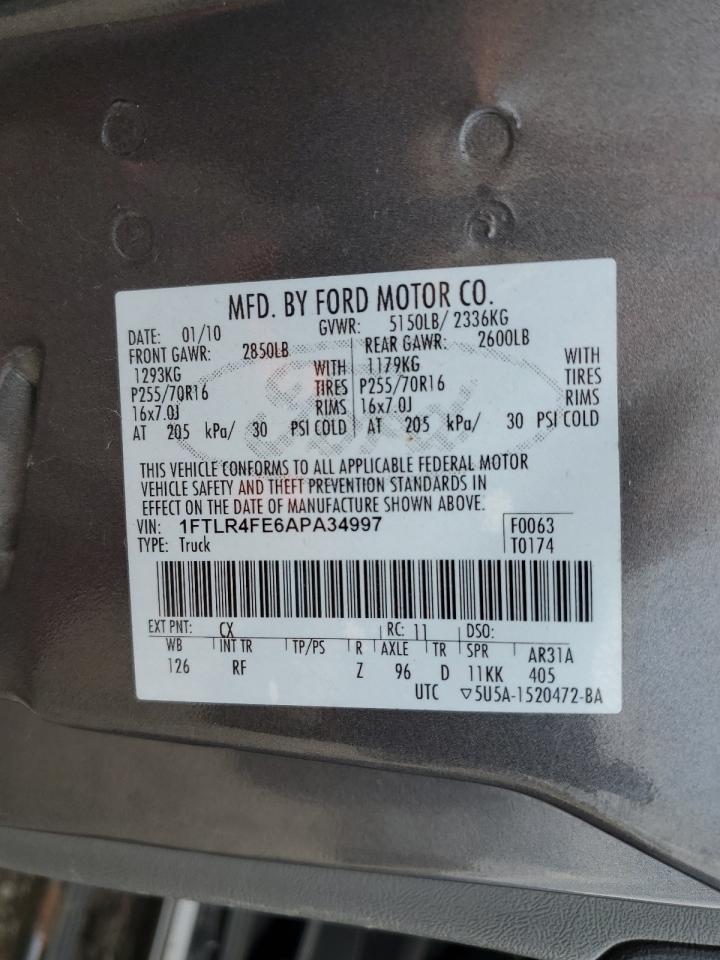 MFD. BY FORD MOTOR CO.
DATE: 01/10 GVWR: 5150LB/ 2336KG
FRONT GAWR: 2850LB REAR GAWR: 2600LB
1293KG WITH 1179KG WITH
P255/70R16 TIRES P255/70R16 TIRES
16x7.0J RIMS 16x7.0J RIMS
AT 205 kPa/ 30 PSI COLD AT 205 kPa/ 30 PSI COLD
THIS VEHICLE CONFORMS TO ALL APPLICABLE FEDERAL MOTOR
VEHICLE SAFETY AND THEFT PREVENTION STANDARDS IN
EFFECT ON THE DATE OF MANUFACTURE SHOWN ABOVE.
VIN: 1FTLR4FE6APA34997 F0063
TYPE: Truck T0174
EXT PNT: CX RC: 11 DSO:
WB INT TR TP/PS R AXLE TR SPR AR31A
126 RF Z 96 D 11KK 405
UTC ▽5U5A-1520472-BA